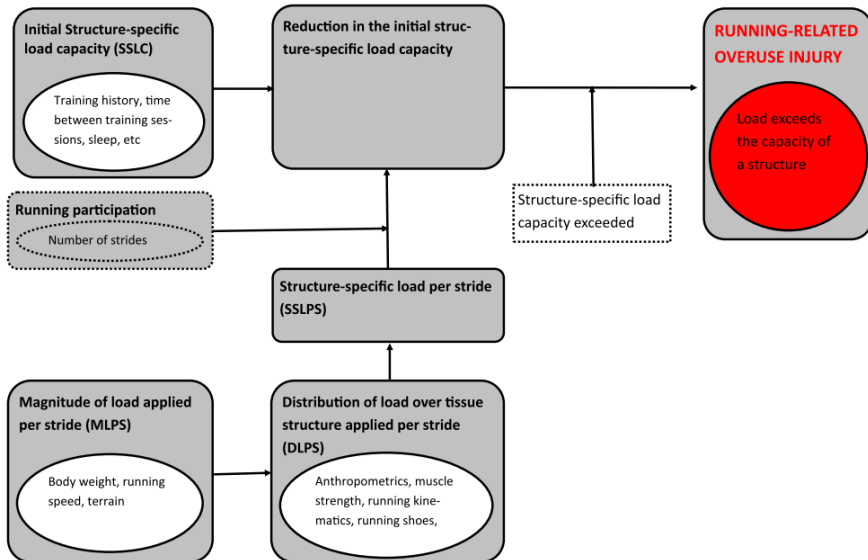 Initial Structure-specific
load capacity (SSLC)
Training history, time
between training ses-
sions, sleep, etc
Reduction in the initial struc-
ture-specific load capacity
RUNNING-RELATED
OVERUSE INJURY
Load exceeds
the capacity of
a structure
Running participation
Number of strides
Structure-specific load
capacity exceeded
Structure-specific load per stride
(SSLPS)
Magnitude of load applied
per stride (MLPS)
Body weight, running
speed, terrain
Distribution of load over tissue
structure applied per stride
(DLPS)
Anthropometrics, muscle
strength, running kine-
matics, running shoes,